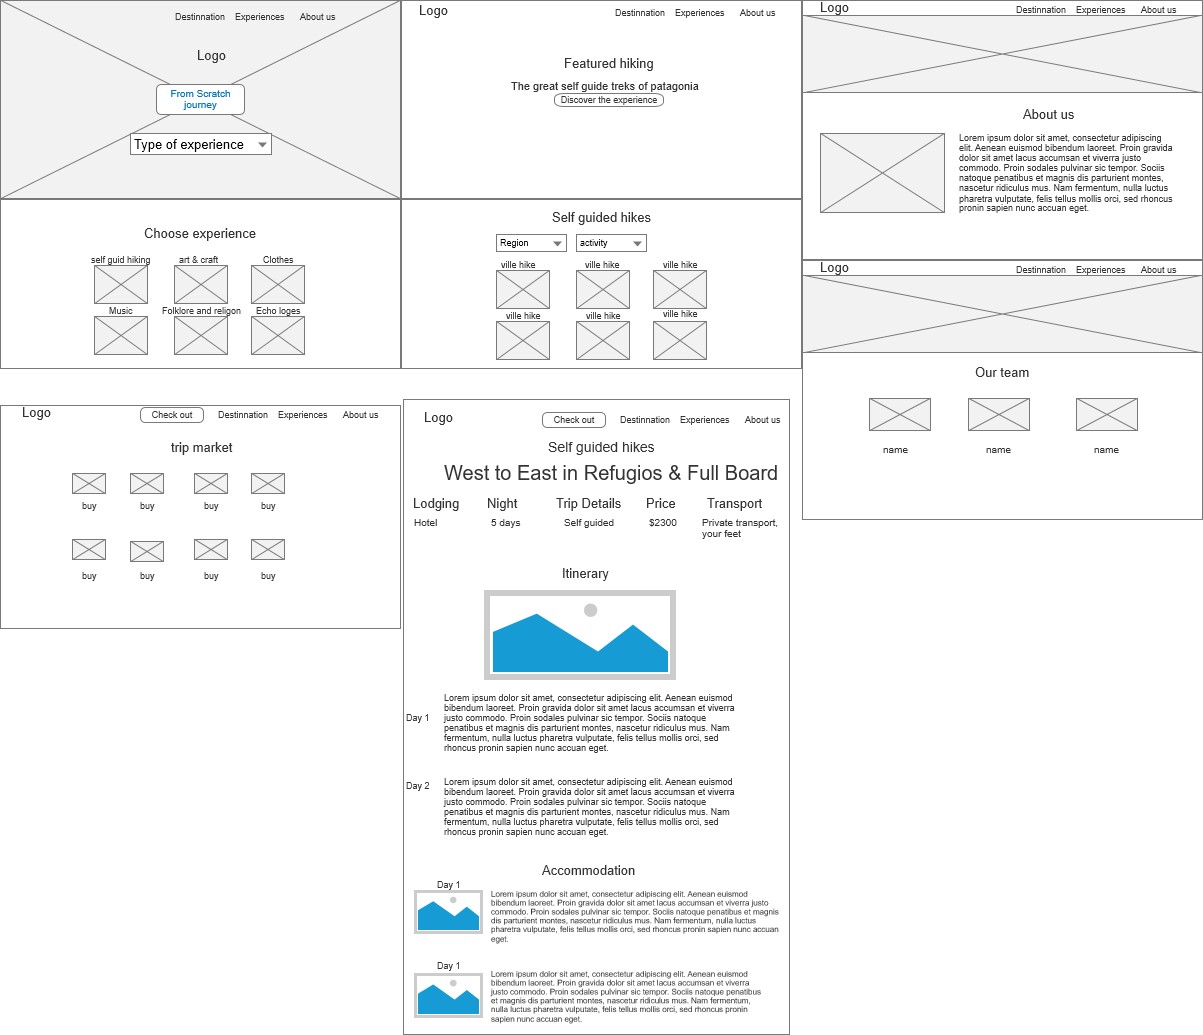 Destinnation Experiences About us
Logo
From Scratch
journey
Type of experience
Choose experience
self guid hiking art & craft Clothes
Music Folklore and religon Echo loges
Logo Destinnation Experiences About us
Featured hiking
The great self guide treks of patagonia
Discover the experience
Self guided hikes
Region activity
ville hike ville hike ville hike
ville hike ville hike ville hike
Logo Destinnation Experiences About us
About us
Lorem ipsum dolor sit amet, consectetur adipiscing
elit. Aenean euismod bibendum laoreet. Proin gravida
dolor sit amet lacus accumsan et viverra justo
commodo. Proin sodales pulvinar sic tempor. Sociis
natoque penatibus et magnis dis parturient montes,
nascetur ridiculus mus. Nam fermentum, nulla luctus
pharetra vulputate, felis tellus mollis orci, sed rhoncus
pronin sapien nunc accuan eget.
Logo Destinnation Experiences About us
Our team
name name name
Logo Check out Destinnation Experiences About us
trip market
buy buy buy buy
buy buy buy buy
Logo Check out Destinnation Experiences About us
Self guided hikes
West to East in Refugios & Full Board
Lodging Night Trip Details Price Transport
Hotel 5 days Self guided $2300 Private transport,
your feet
Itinerary
Day 1
Lorem ipsum dolor sit amet, consectetur adipiscing elit. Aenean euismod
bibendum laoreet. Proin gravida dolor sit amet lacus accumsan et viverra
justo commodo. Proin sodales pulvinar sic tempor. Sociis natoque
penatibus et magnis dis parturient montes, nascetur ridiculus mus. Nam
fermentum, nulla luctus pharetra vulputate, felis tellus mollis orci, sed
rhoncus pronin sapien nunc accuan eget.
Day 2
Lorem ipsum dolor sit amet, consectetur adipiscing elit. Aenean euismod
bibendum laoreet. Proin gravida dolor sit amet lacus accumsan et viverra
justo commodo. Proin sodales pulvinar sic tempor. Sociis natoque
penatibus et magnis dis parturient montes, nascetur ridiculus mus. Nam
fermentum, nulla luctus pharetra vulputate, felis tellus mollis orci, sed
rhoncus pronin sapien nunc accuan eget.
Accommodation
Day 1
Lorem ipsum dolor sit amet, consectetur adipiscing elit. Aenean euismod
bibendum laoreet. Proin gravida dolor sit amet lacus accumsan et viverra justo
commodo. Proin sodales pulvinar sic tempor. Sociis natoque penatibus et magnis
dis parturient montes, nascetur ridiculus mus. Nam fermentum, nulla luctus
pharetra vulputate, felis tellus mollis orci, sed rhoncus pronin sapien nunc accuan
eget.
Day 1
Lorem ipsum dolor sit amet, consectetur adipiscing elit. Aenean euismod
bibendum laoreet. Proin gravida dolor sit amet lacus accumsan et viverra
justo commodo. Proin sodales pulvinar sic tempor. Sociis natoque penatibus
et magnis dis parturient montes, nascetur ridiculus mus. Nam fermentum,
nulla luctus pharetra vulputate, felis tellus mollis orci, sed rhoncus pronin
sapien nunc accuan eget.